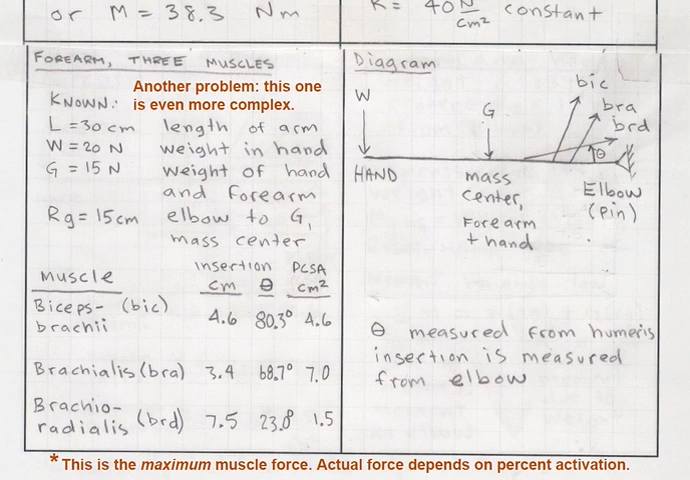 or M = 38.3 Nm
K = 40 N/cm² constant
FOREARM, THREE MUSCLES
Another problem: this one
is even more complex.
KNOWN:
L = 30 cm length of arm
W = 20 N weight in hand
G = 15 N weight of hand
and forearm
Rg = 15 cm elbow to G,
mass center
Muscle insertion cm θ PCSA cm²
Biceps- (bic)
brachii 4.6 80.3° 4.6
Brachialis (bra) 3.4 68.7° 7.0
Brachio-
radialis (brd) 7.5 23.0° 1.5
Diagram
W
G
bic
bra
brd
θ
HAND
mass
center,
Forearm
+ hand
Elbow
(pin)
θ measured from humeris
insertion is measured
from elbow
* This is the maximum muscle force. Actual force depends on percent activation.